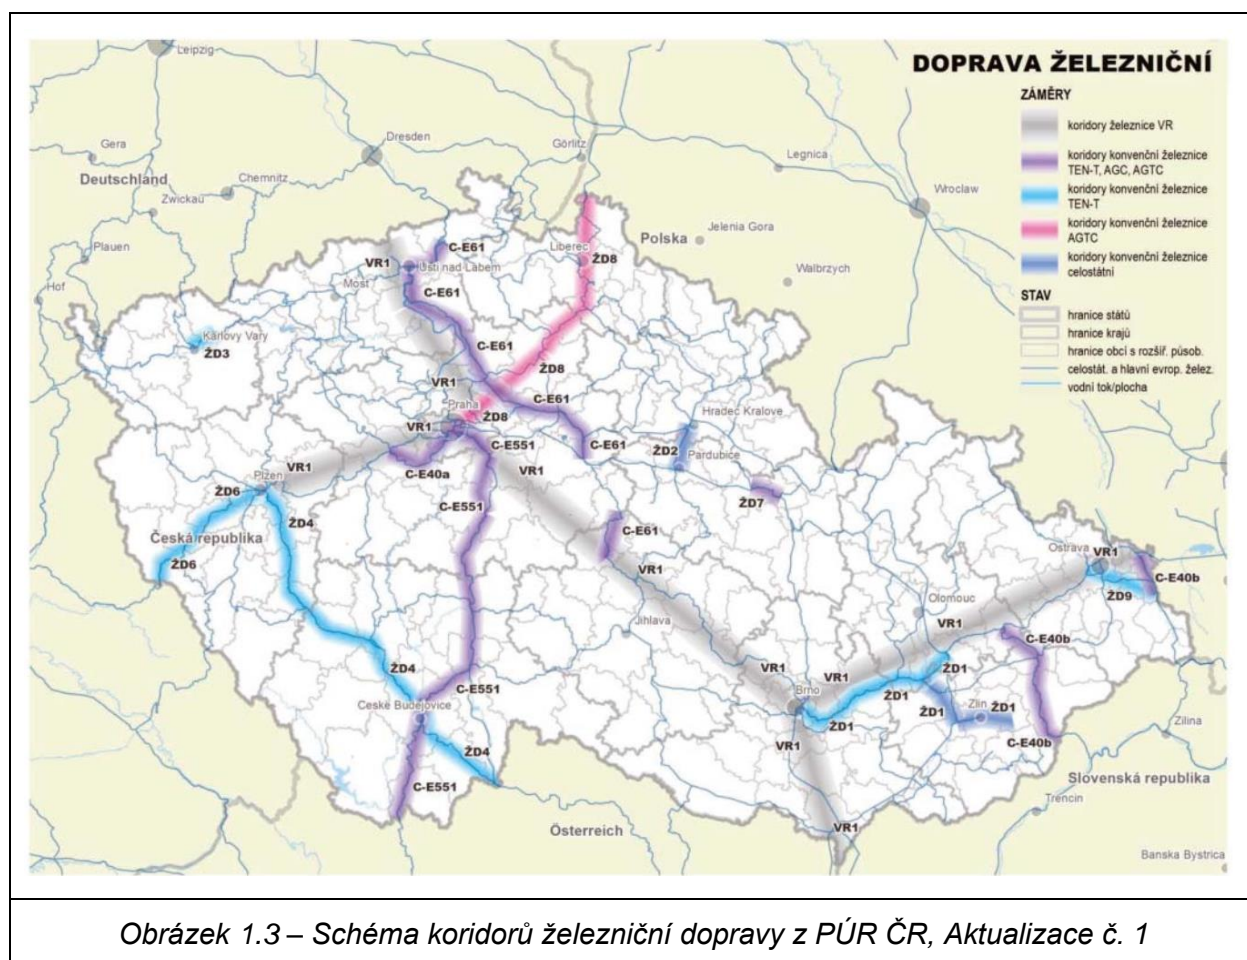 DOPRAVA ŽELEZNIČNÍ
ZÁMĚRY
koridory železnice VR
koridory konvenční železnice
TEN-T, AGC, AGTC
koridory konvenční železnice
TEN-T
koridory konvenční železnice
AGTC
koridory konvenční železnice
celostátní
STAV
hranice států
hranice krajů
hranice obcí s rozšíř. působ.
celostát. a hlavní evrop. želez.
vodní tok/plocha
Leipzig
Dresden
Görlitz
Legnica
Gera
Deutschland
Chemnitz
Zwickau
Wroclaw
Plauen
Hof
Liberec
Polska
Jelenia Gora
Walbrzych
C-E61
VR1
Ústí nad Labem
ŽD8
Most
C-E61
Karlovy Vary
ŽD3
C-E61
ŽD8
VR1
C-E61
Praha
ŽD8
Hradec Kralove
VR1
C-E551
C-E61
ŽD2
Pardubice
VR1
C-E40a
VR1
Plzen
ŽD6
C-E551
ŽD7
ŽD4
C-E61
Česká republika
ŽD6
VR1
Ostrava
VR1
C-E40b
ŽD9
Olomouc
Jihlava
VR1
C-E40b
ŽD4
VR1
VR1
ŽD1
C-E551
Brno
ŽD1
České Budějovice
ŽD1
Zlín
ŽD1
Zilina
ŽD1
ŽD4
VR1
C-E40b
C-E551
Slovenská republika
Trencin
VR1
Österreich
Banska Bystrica
Obrázek 1.3 – Schéma koridorů železniční dopravy z PÚR ČR, Aktualizace č. 1